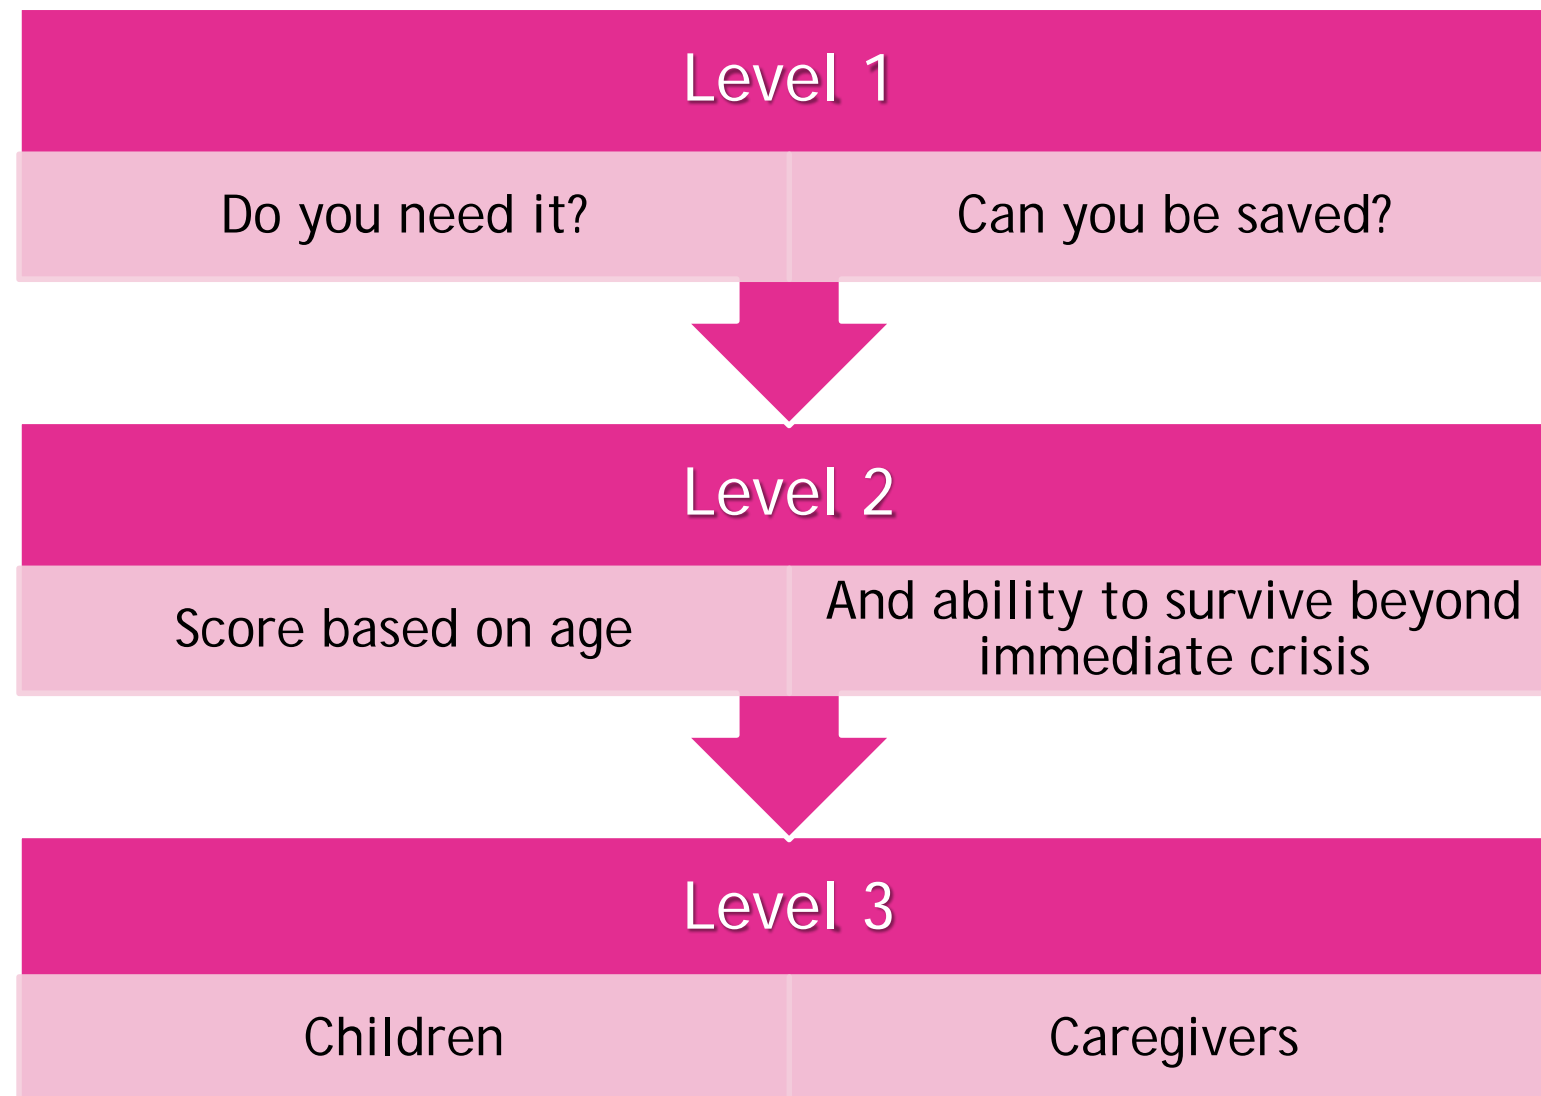 Level 1
Do you need it?
Can you be saved?
Level 2
Score based on age
And ability to survive beyond
immediate crisis
Level 3
Children
Caregivers